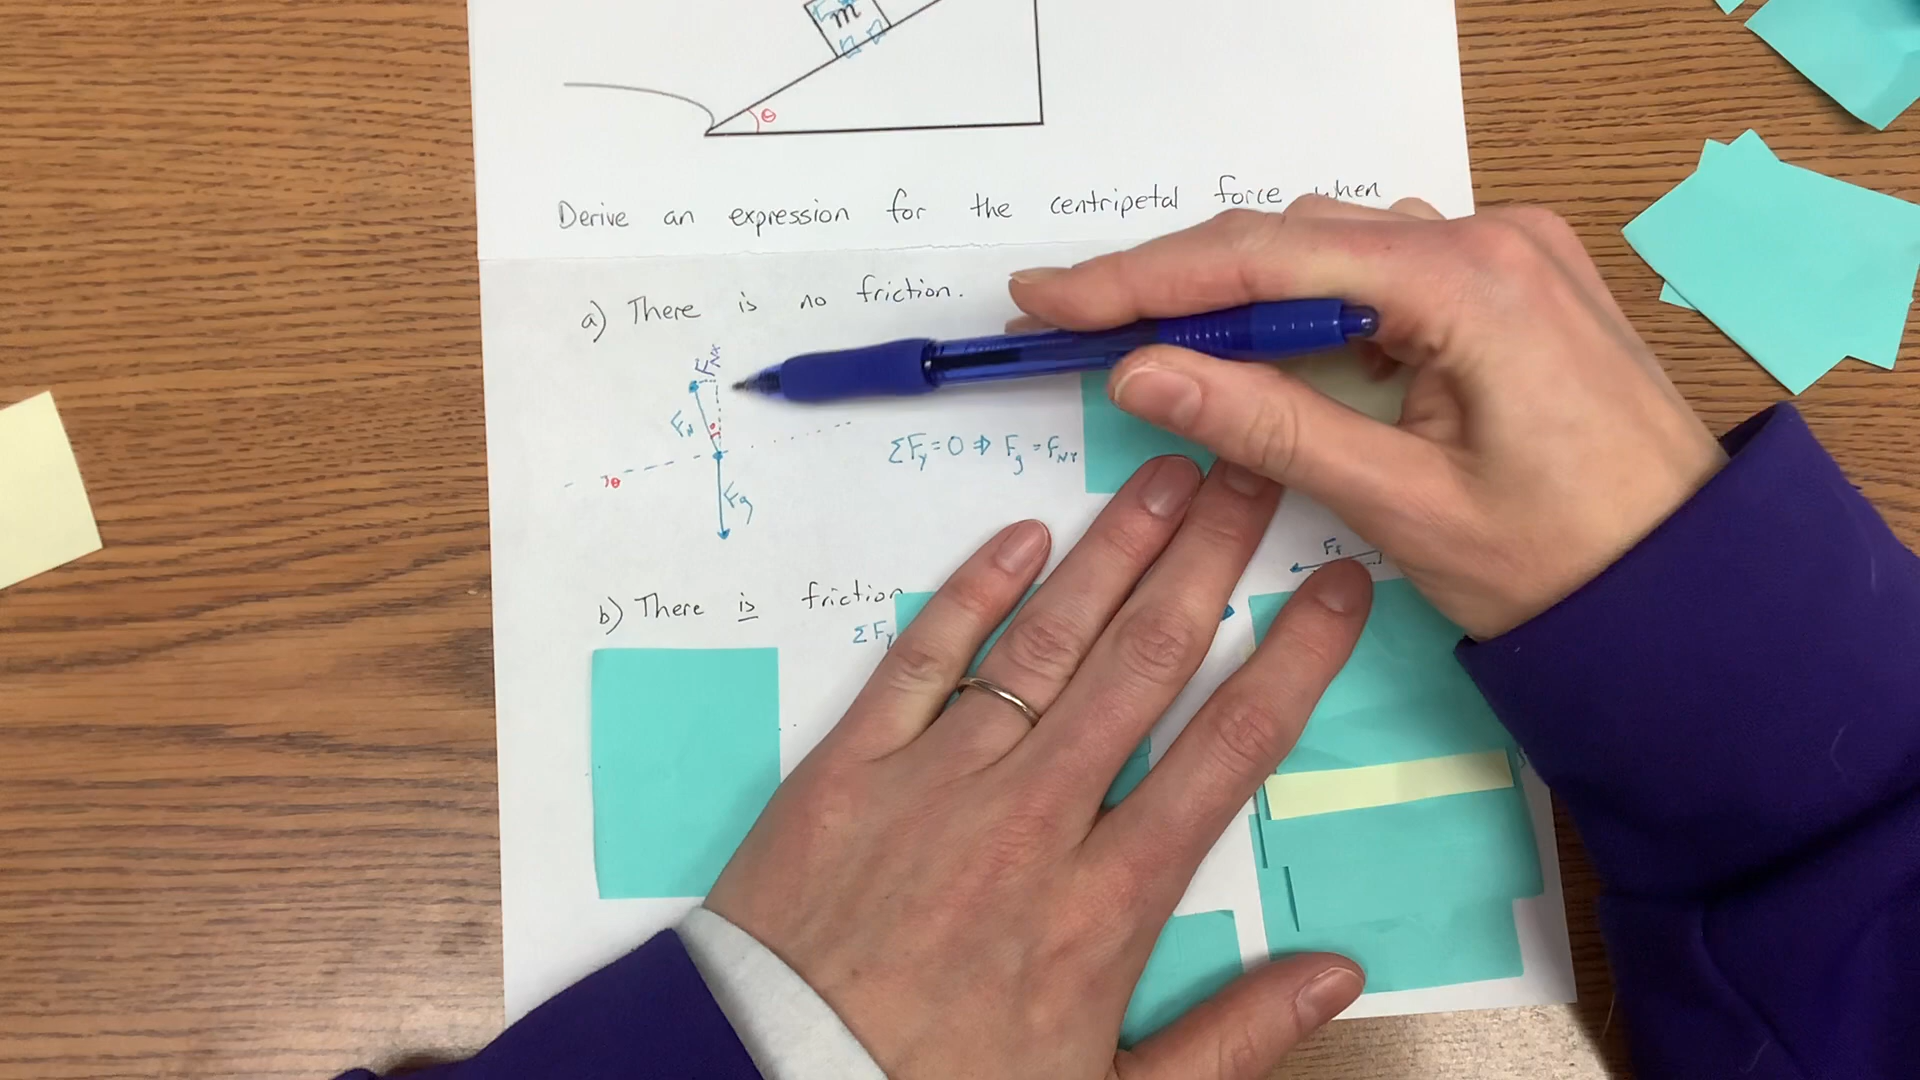 m
θ
Derive an expression for the centripetal force when
a) There is no friction.
F_NX
F_N
θ
ΣF_y = 0 ⇒ F_g = F_NY
θ
F_g
F_f
b) There is friction
ΣF_y